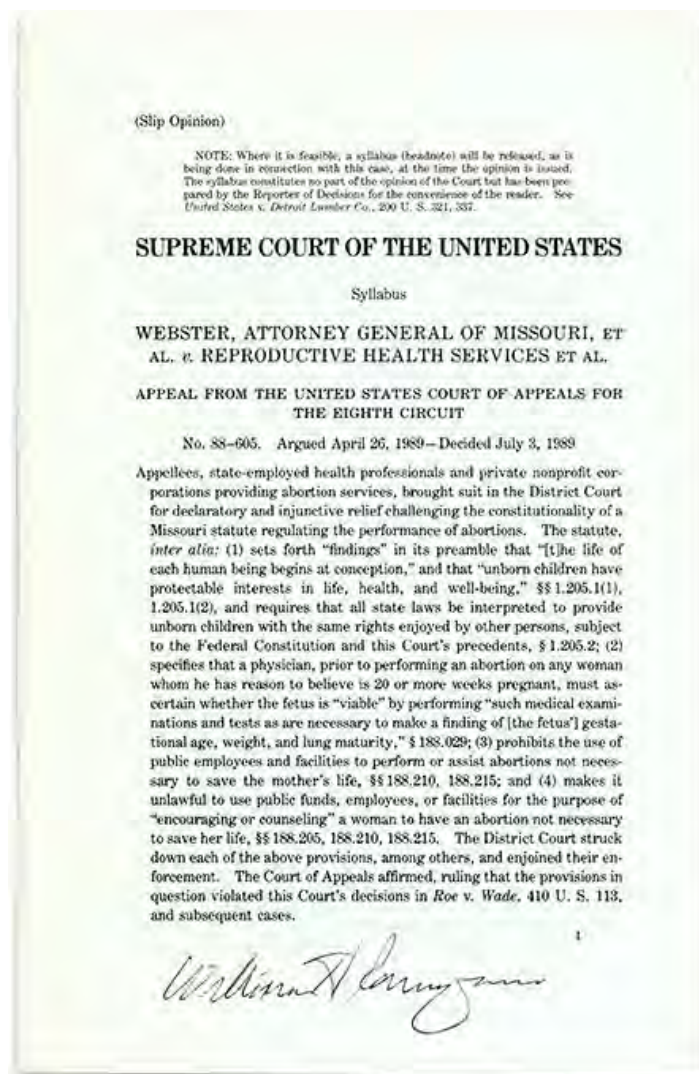 (Slip Opinion)
NOTE: Where it is feasible, a syllabus (headnote) will be released, as is
being done in connection with this case, at the time the opinion is issued.
The syllabus constitutes no part of the opinion of the Court but has been pre-
pared by the Reporter of Decisions for the convenience of the reader. See
United States v. Detroit Lumber Co., 200 U. S. 321, 337.
SUPREME COURT OF THE UNITED STATES
Syllabus
WEBSTER, ATTORNEY GENERAL OF MISSOURI, ET
AL. v. REPRODUCTIVE HEALTH SERVICES ET AL.
APPEAL FROM THE UNITED STATES COURT OF APPEALS FOR
THE EIGHTH CIRCUIT
No. 88–605. Argued April 26, 1989—Decided July 3, 1989
Appellees, state-employed health professionals and private nonprofit cor-
porations providing abortion services, brought suit in the District Court
for declaratory and injunctive relief challenging the constitutionality of a
Missouri statute regulating the performance of abortions. The statute,
inter alia: (1) sets forth "findings" in its preamble that "[t]he life of
each human being begins at conception," and that "unborn children have
protectable interests in life, health, and well-being," §§ 1.205.1(1),
1.205.1(2), and requires that all state laws be interpreted to provide
unborn children with the same rights enjoyed by other persons, subject
to the Federal Constitution and this Court's precedents, § 1.205.2; (2)
specifies that a physician, prior to performing an abortion on any woman
whom he has reason to believe is 20 or more weeks pregnant, must as-
certain whether the fetus is "viable" by performing "such medical exami-
nations and tests as are necessary to make a finding of [the fetus'] gesta-
tional age, weight, and lung maturity," § 188.029; (3) prohibits the use of
public employees and facilities to perform or assist abortions not neces-
sary to save the mother's life, §§ 188.210, 188.215; and (4) makes it
unlawful to use public funds, employees, or facilities for the purpose of
"encouraging or counseling" a woman to have an abortion not necessary
to save her life, §§ 188.205, 188.210, 188.215. The District Court struck
down each of the above provisions, among others, and enjoined their en-
forcement. The Court of Appeals affirmed, ruling that the provisions in
question violated this Court's decisions in Roe v. Wade, 410 U. S. 113,
and subsequent cases.
William H